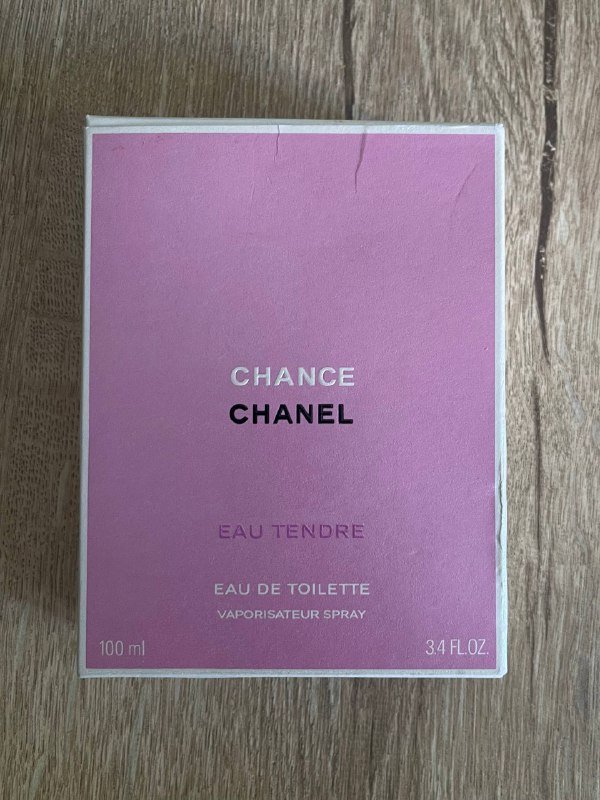 CHANCE
CHANEL
EAU TENDRE
EAU DE TOILETTE
VAPORISATEUR SPRAY
100 ml 3.4 FL.OZ.